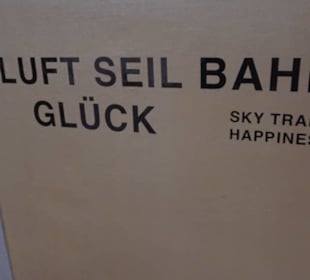 LUFT SEIL BAH
GLÜCK
SKY TRA
HAPPINES